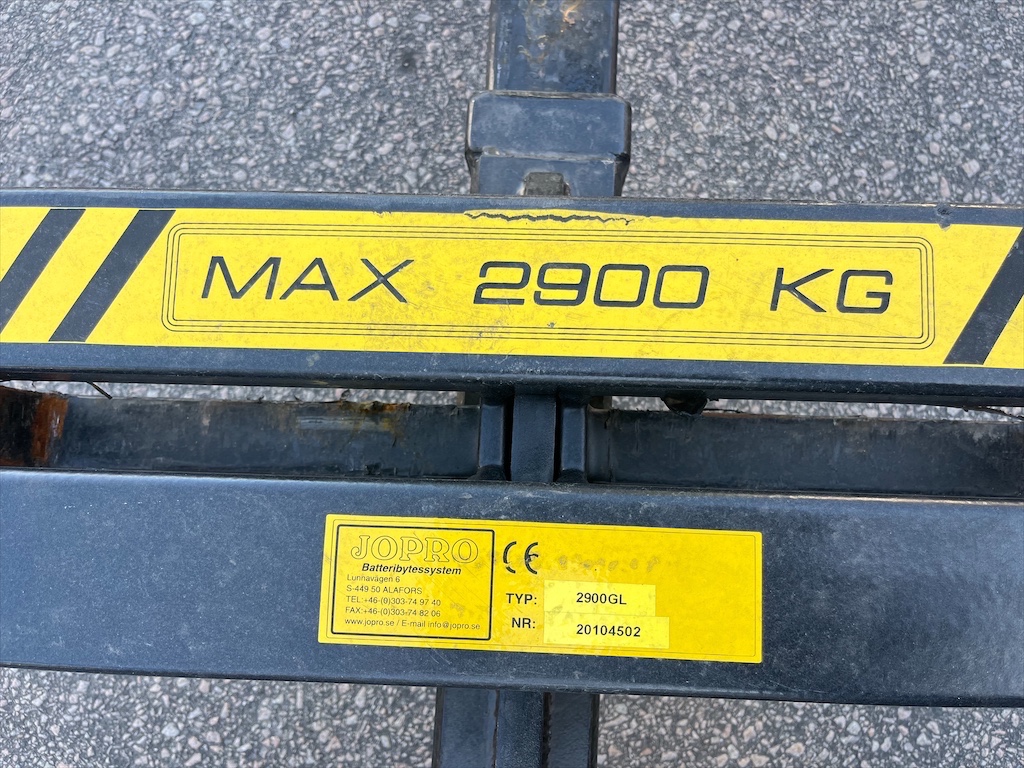 MAX 2900 KG
JOPRO
Batteribytessystem
Lunnavägen 6
S-449 50 ALAFORS
TEL:+46-(0)303-74 97 40
FAX:+46-(0)303-74 82 06
www.jopro.se / E-mail info@jopro.se
CE
TYP: 2900GL
NR: 20104502